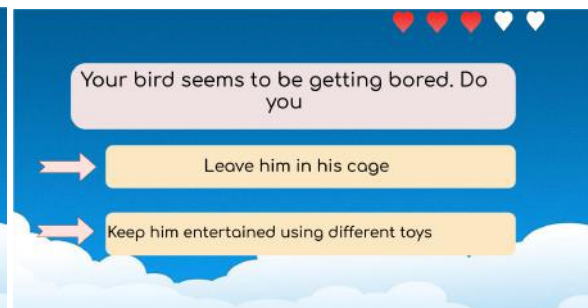 Your bird seems to be getting bored. Do
you
Leave him in his cage
Keep him entertained using different toys